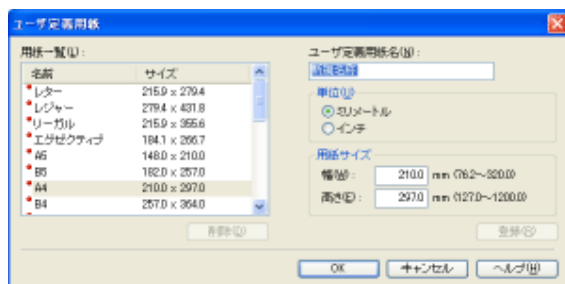 ユーザ定義用紙
用紙一覧(L):
名前 サイズ
レター 215.9 x 279.4
レジャー 279.4 x 431.8
リーガル 215.9 x 355.6
エグゼクティブ 184.1 x 266.7
A5 148.0 x 210.0
B5 182.0 x 257.0
A4 210.0 x 297.0
B4 257.0 x 364.0
削除(D)
ユーザ定義用紙名(N):
単位(U)
ミリメートル
インチ
用紙サイズ
幅(W): 210.0 mm (76.2~320.0)
高さ(E): 297.0 mm (127.0~1200.0)
登録(S)
OK キャンセル ヘルプ(H)